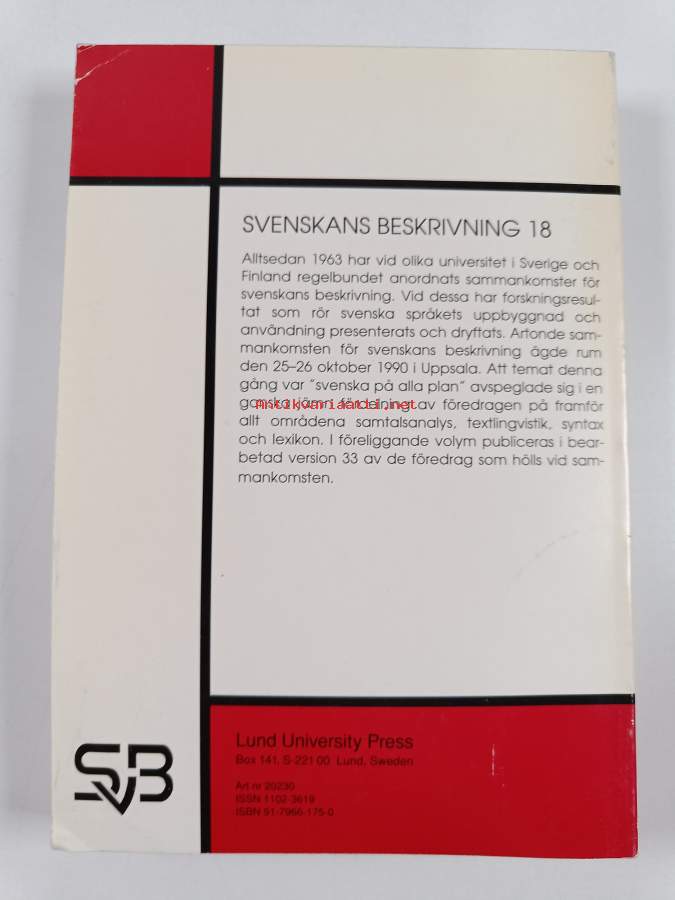 SVENSKANS BESKRIVNING 18
Alltsedan 1963 har vid olika universitet i Sverige och
Finland regelbundet anordnats sammankomster för
svenskans beskrivning. Vid dessa har forskningsresul-
tat som rör svenska språkets uppbyggnad och
användning presenterats och dryftats. Artonde sam-
mankomsten för svenskans beskrivning ägde rum
den 25–26 oktober 1990 i Uppsala. Att temat denna
gång var "svenska på alla plan" avspeglade sig i en
ganska jämn fördelning av föredragen på framför
Antikvariaatti.net
allt områdena samtalsanalys, textlingvistik, syntax
och lexikon. I föreliggande volym publiceras i bear-
betad version 33 av de föredrag som hölls vid sam-
mankomsten.
SVB
Lund University Press
Box 141, S-221 00 Lund, Sweden
Art nr 20230
ISSN 1102-3619
ISBN 91-7966-175-0